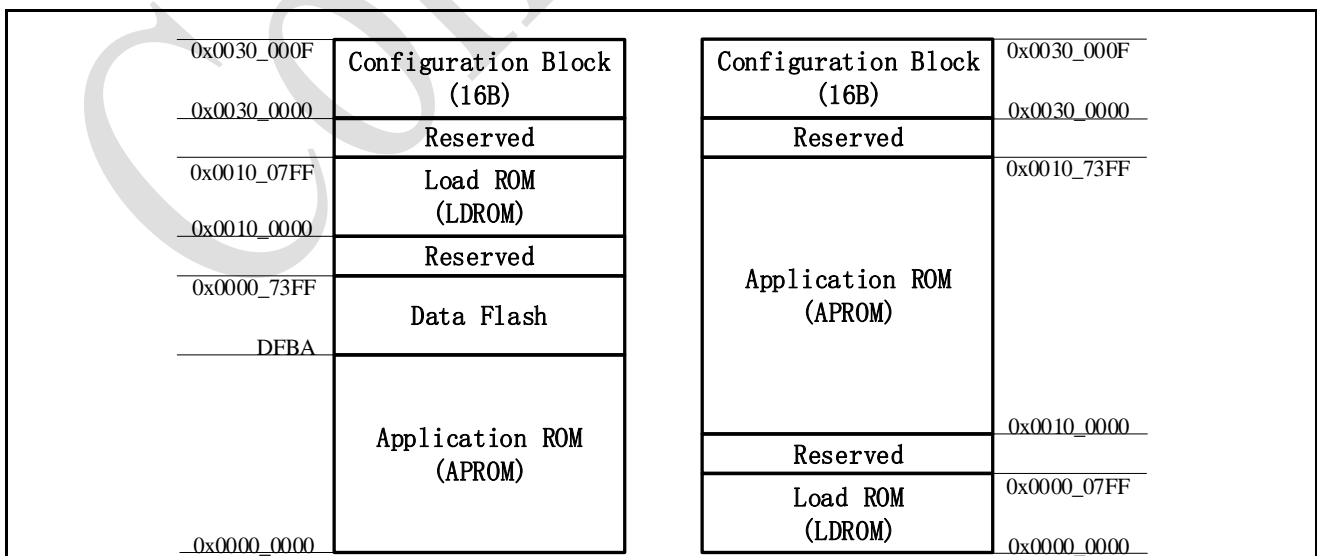 0x0030_000F
Configuration Block
(16B)
0x0030_0000
Reserved
0x0010_07FF
Load ROM
(LDROM)
0x0010_0000
Reserved
0x0000_73FF
Data Flash
DFBA
Application ROM
(APROM)
0x0000_0000
Configuration Block
(16B)
0x0030_000F
0x0030_0000
Reserved
0x0010_73FF
Application ROM
(APROM)
0x0010_0000
Reserved
0x0000_07FF
Load ROM
(LDROM)
0x0000_0000